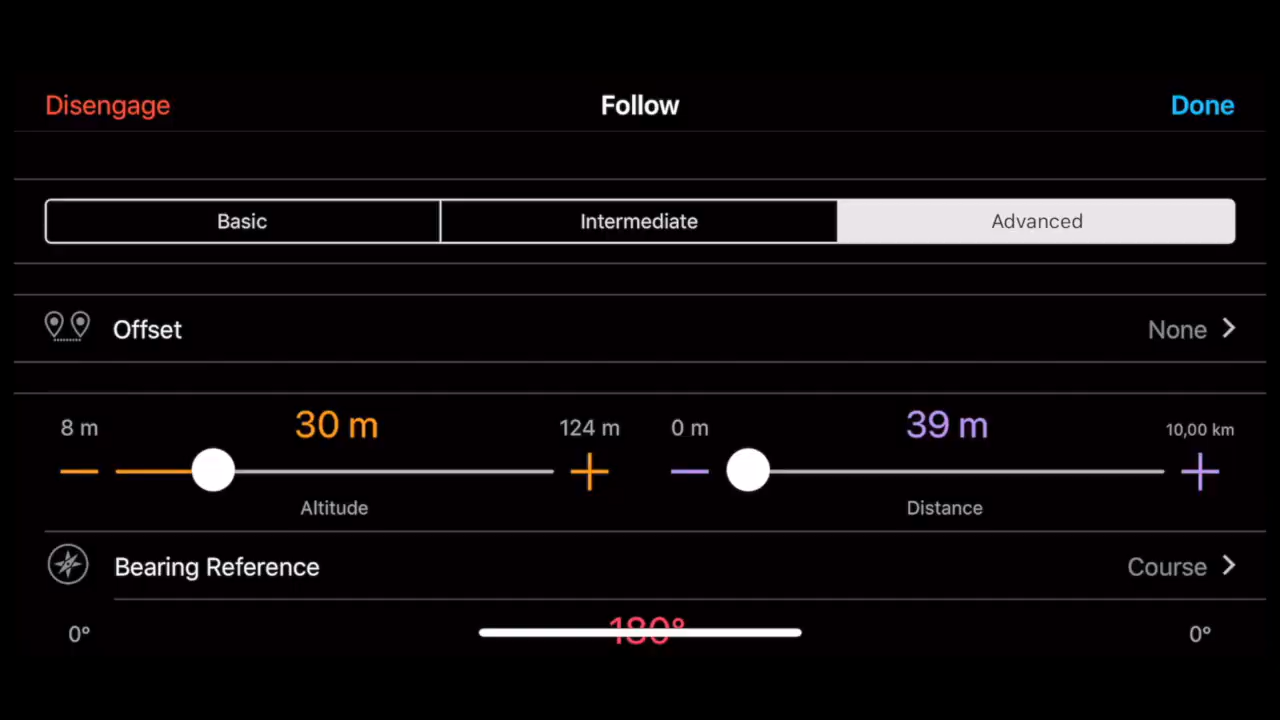 Disengage Follow Done
Basic Intermediate Advanced
Offset None
8 m 30 m 124 m 0 m 39 m 10,00 km
Altitude Distance
Bearing Reference Course
0° 180° 0°